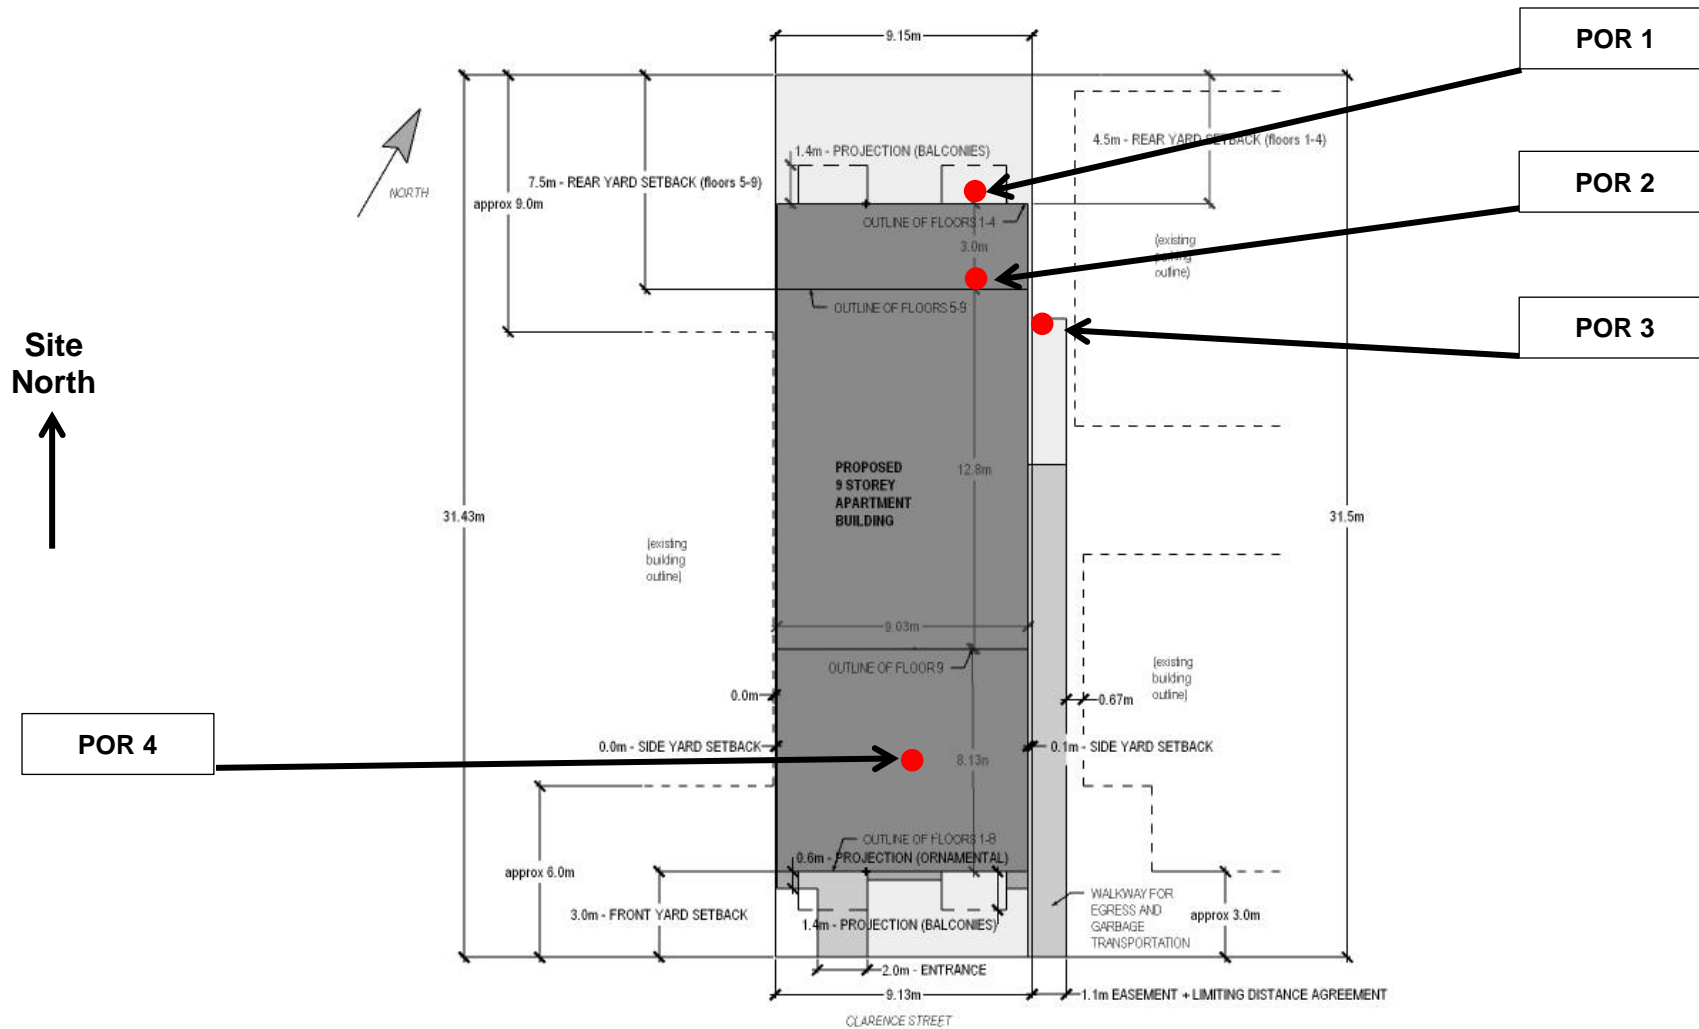 9.15m
POR 1
4.5m - REAR YARD SETBACK (floors 1-4)
1.4m - PROJECTION (BALCONIES)
7.5m - REAR YARD SETBACK (floors 5-9)
NORTH
approx 9.0m
POR 2
OUTLINE OF FLOORS 1-4
3.0m
(existing
building
outline)
OUTLINE OF FLOORS 5-9
POR 3
Site
North
PROPOSED
9 STOREY
APARTMENT
BUILDING
12.8m
31.43m
31.5m
(existing
building
outline)
9.03m
OUTLINE OF FLOOR 9
(existing
building
outline)
0.0m
0.67m
POR 4
0.0m - SIDE YARD SETBACK
0.1m - SIDE YARD SETBACK
8.13m
OUTLINE OF FLOORS 1-8
0.6m - PROJECTION (ORNAMENTAL)
approx 6.0m
3.0m - FRONT YARD SETBACK
1.4m - PROJECTION (BALCONIES)
WALKWAY FOR
EGRESS AND
GARBAGE
TRANSPORTATION
approx 3.0m
2.0m - ENTRANCE
9.13m
1.1m EASEMENT + LIMITING DISTANCE AGREEMENT
CLARENCE STREET